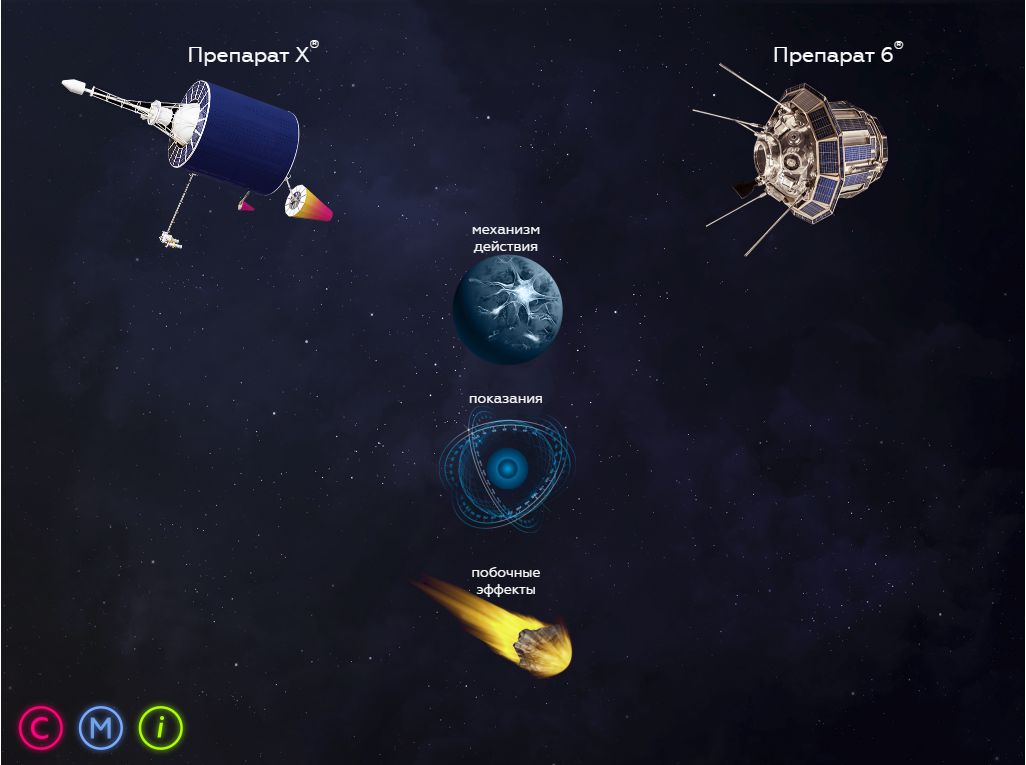 Препарат X®
Препарат 6®
механизм
действия
показания
побочные
эффекты
C M i